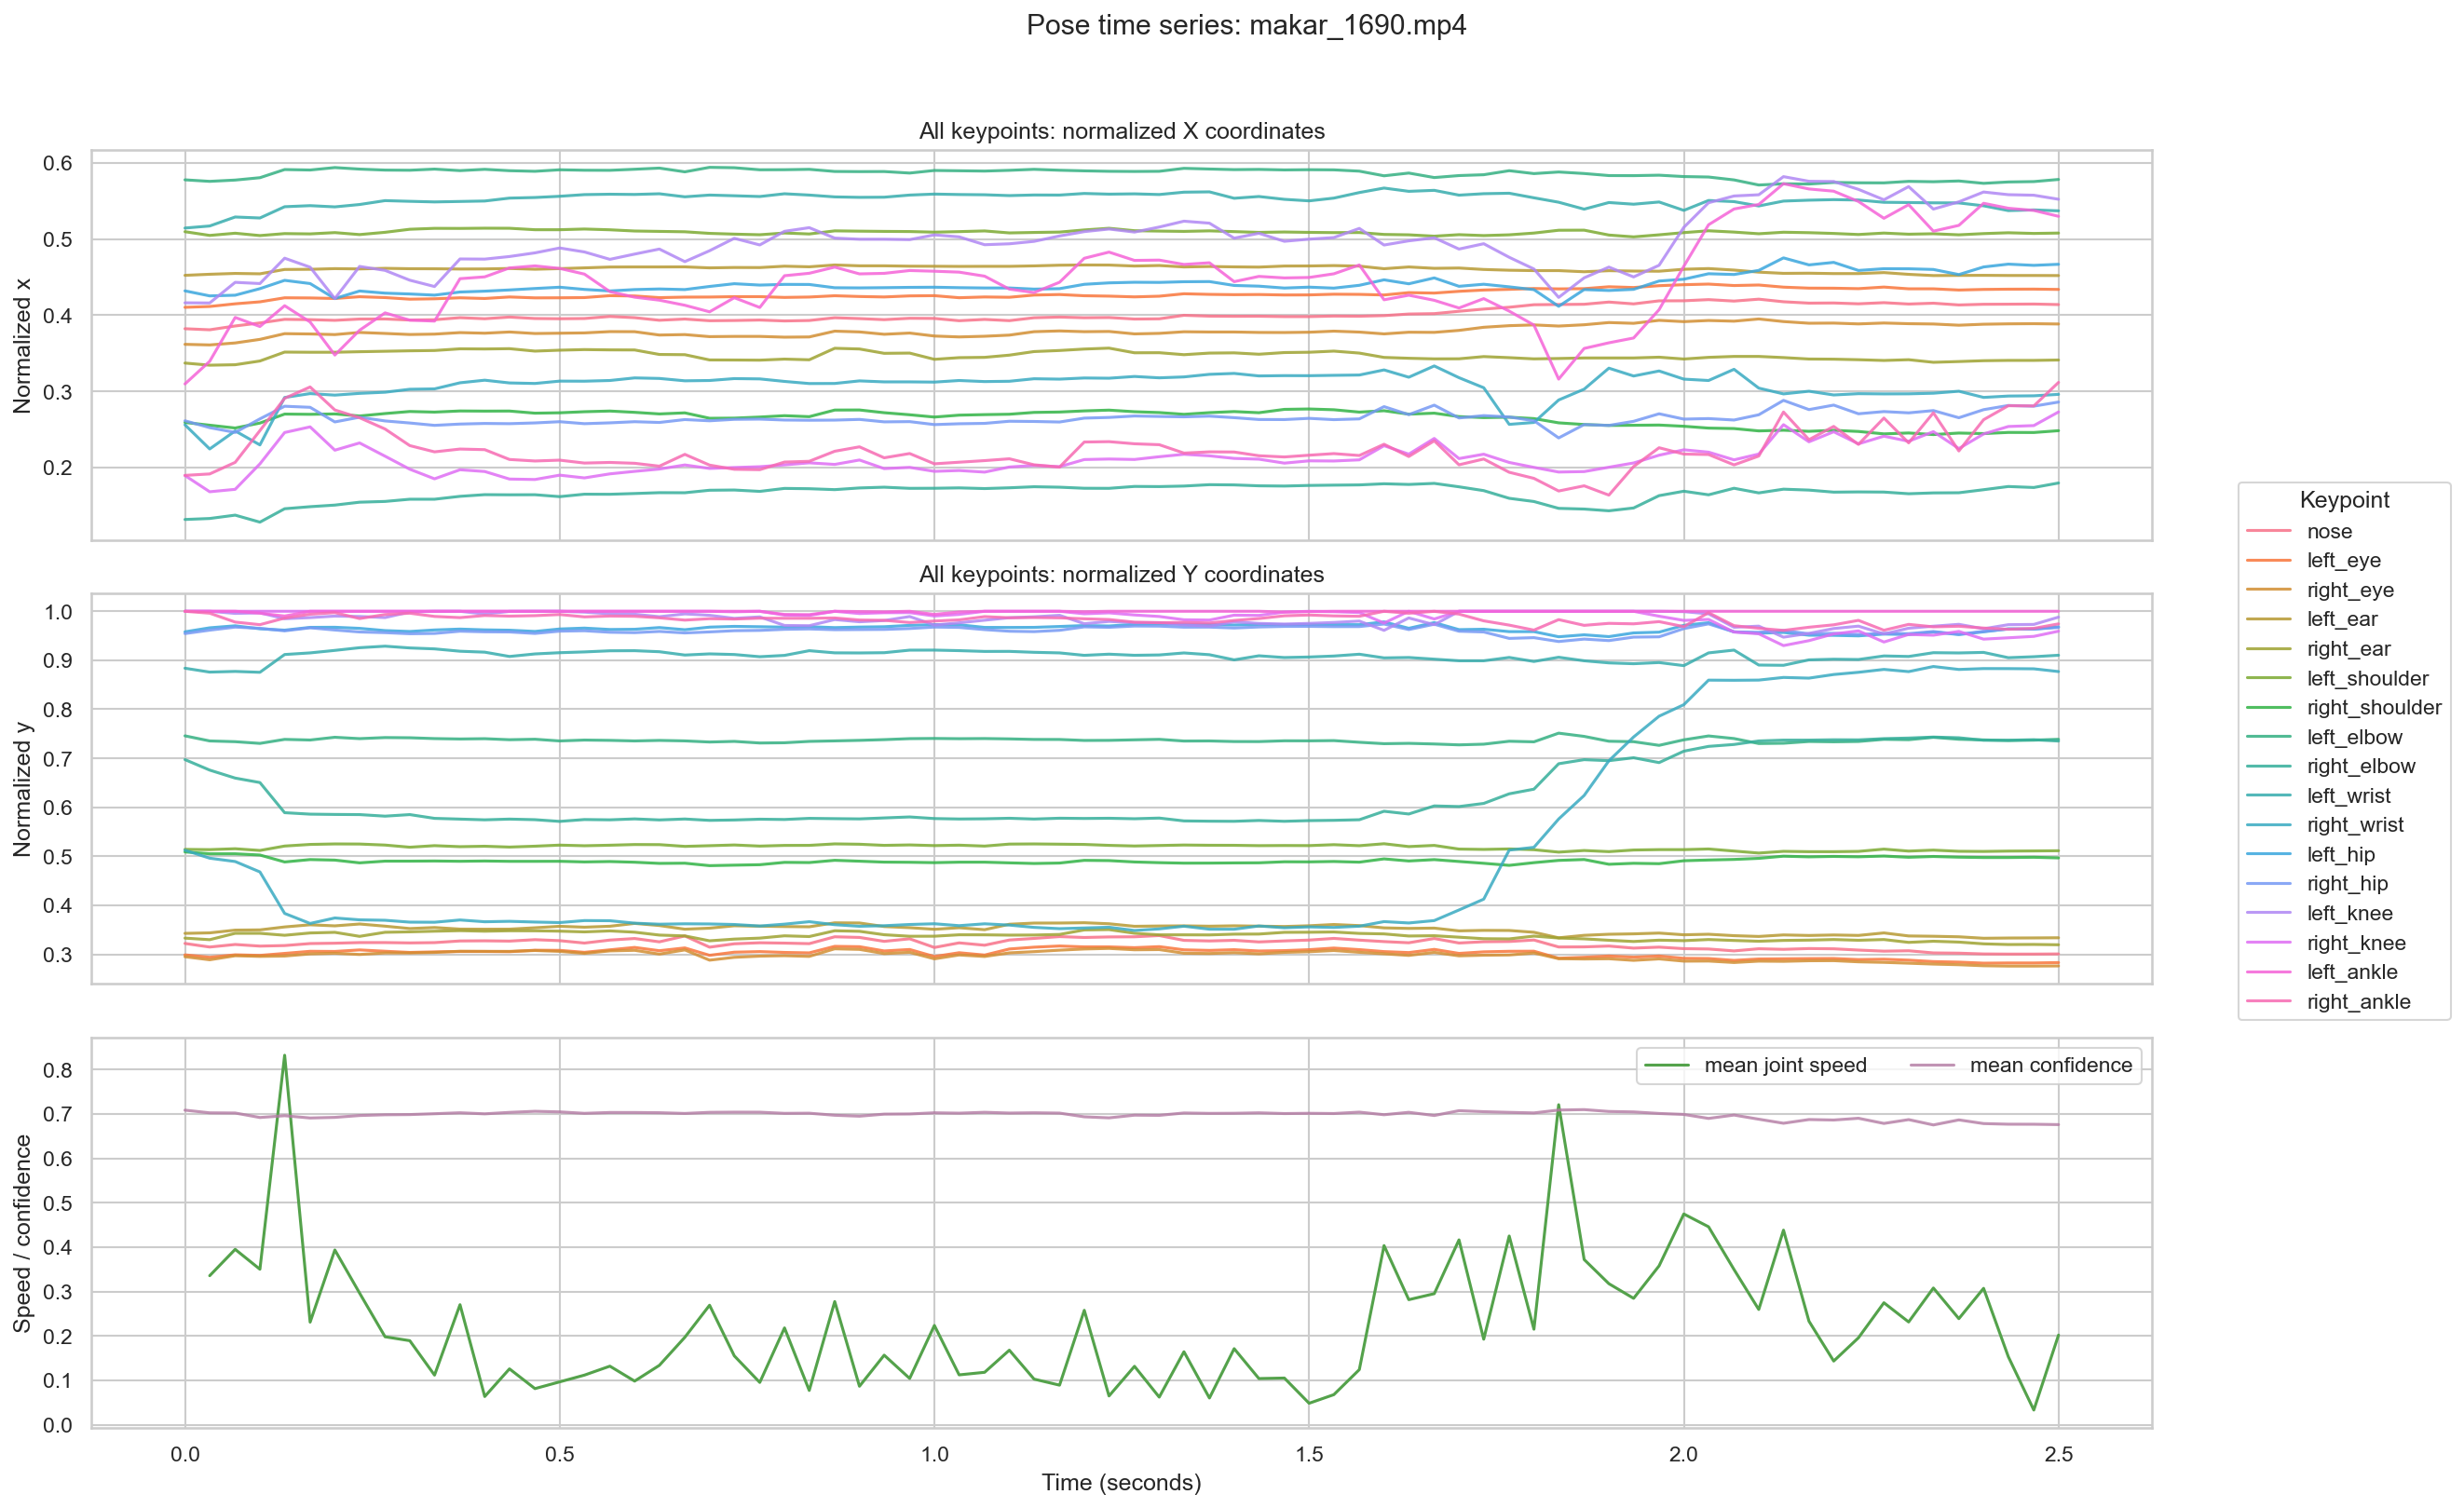 Pose time series: makar_1690.mp4
All keypoints: normalized X coordinates
Normalized x
0.6
0.5
0.4
0.3
0.2
All keypoints: normalized Y coordinates
Normalized y
1.0
0.9
0.8
0.7
0.6
0.5
0.4
0.3
Keypoint
nose
left_eye
right_eye
left_ear
right_ear
left_shoulder
right_shoulder
left_elbow
right_elbow
left_wrist
right_wrist
left_hip
right_hip
left_knee
right_knee
left_ankle
right_ankle
Speed / confidence
0.8
0.7
0.6
0.5
0.4
0.3
0.2
0.1
0.0
mean joint speed mean confidence
0.0 0.5 1.0 1.5 2.0 2.5
Time (seconds)